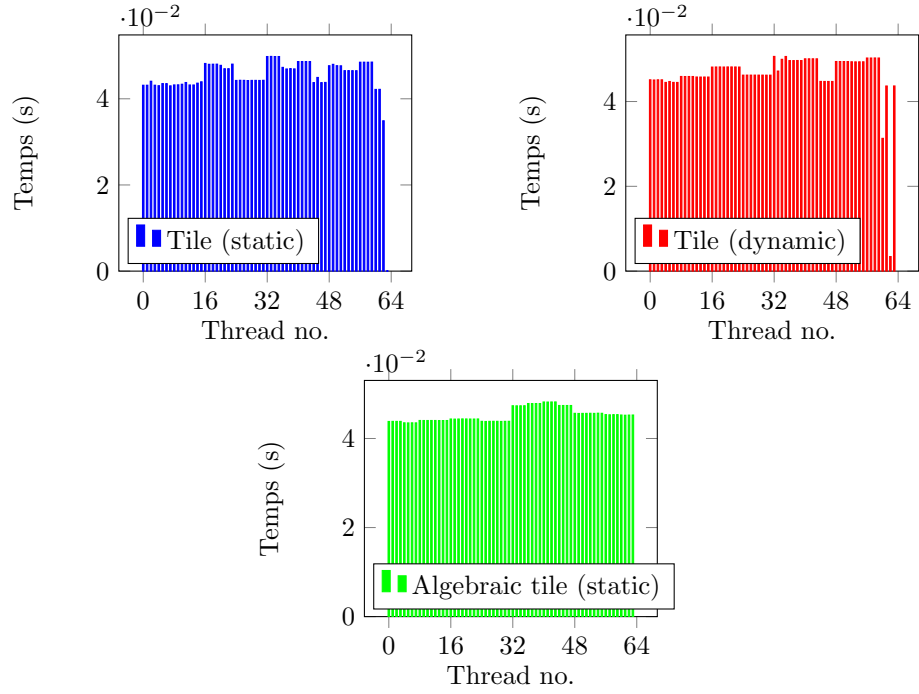 ·10⁻²
Temps (s)
4
2
0
Tile (static)
0 16 32 48 64
Thread no.
·10⁻²
Temps (s)
4
2
0
Tile (dynamic)
0 16 32 48 64
Thread no.
·10⁻²
Temps (s)
4
2
0
Algebraic tile (static)
0 16 32 48 64
Thread no.